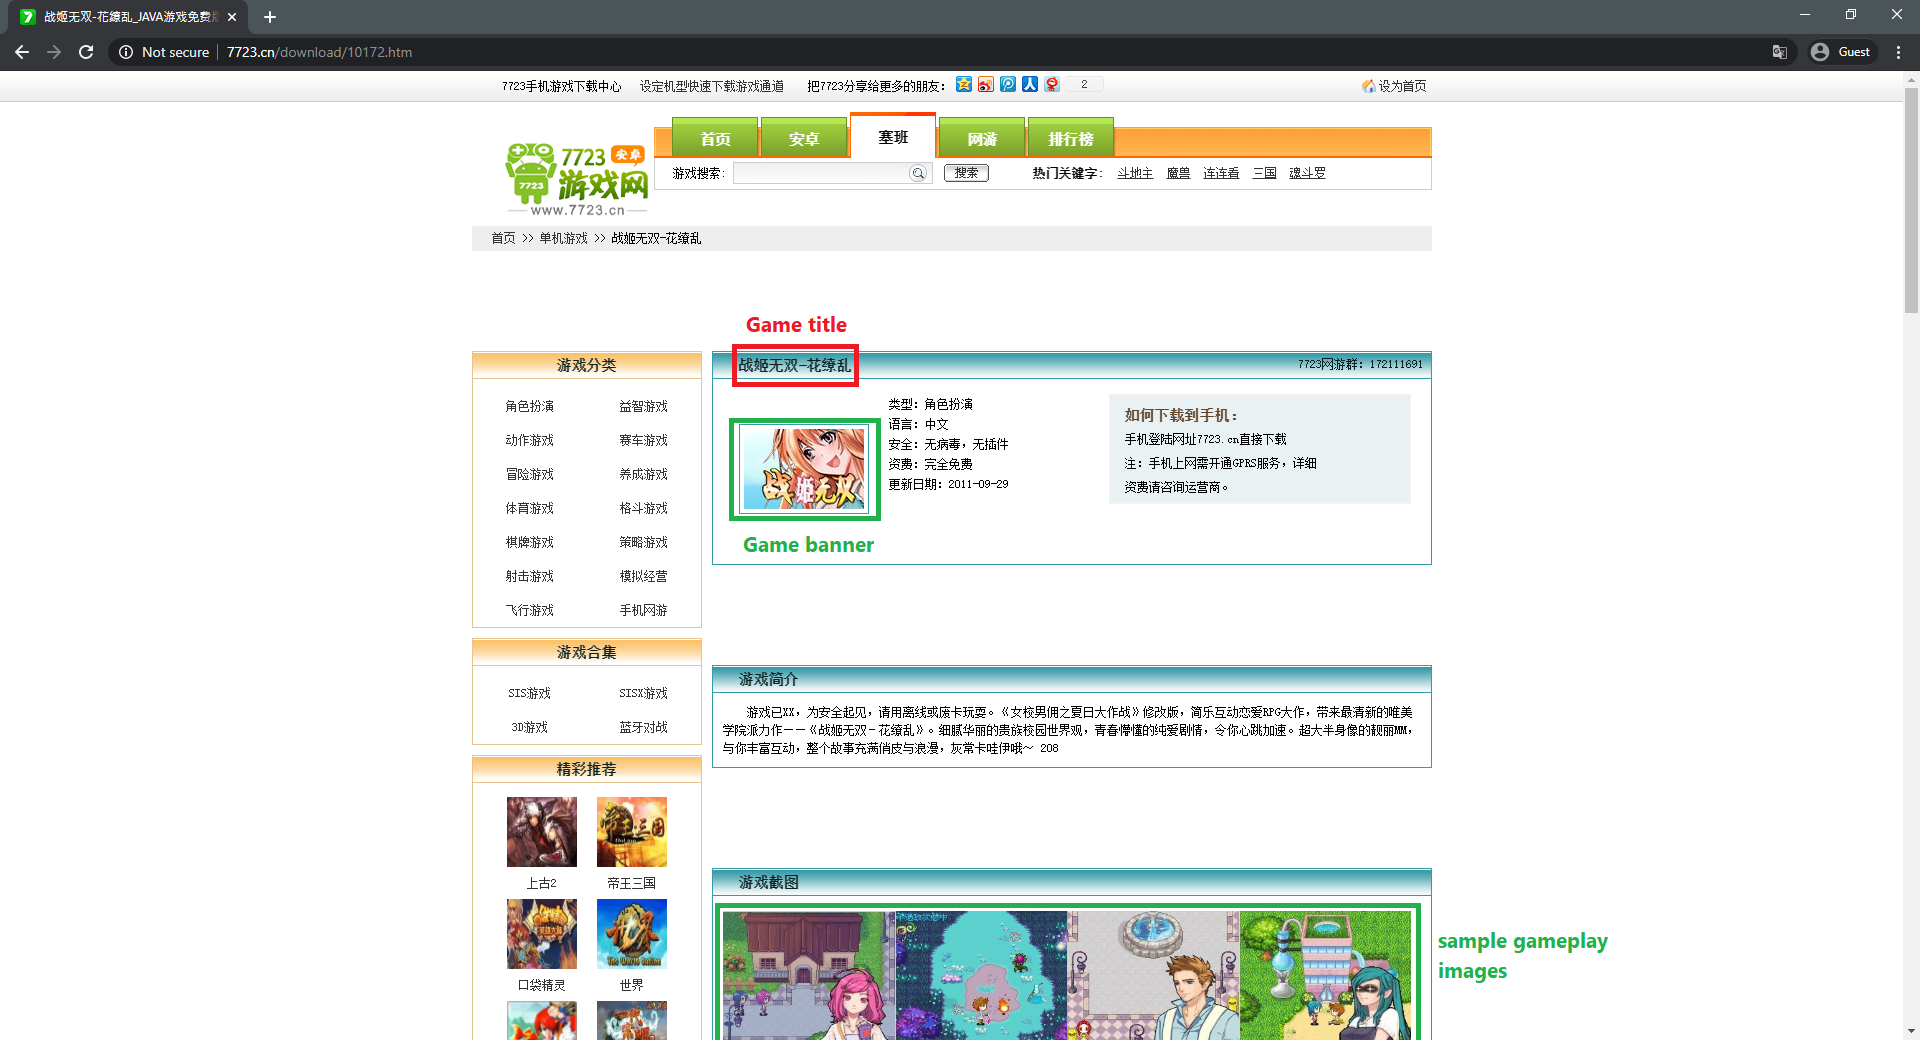 战姬无双-花缭乱_JAVA游戏免费
Not secure
7723.cn/download/10172.htm
Guest
7723手机游戏下载中心
设定机型快速下载游戏通道
把7723分享给更多的朋友：
2
设为首页
7723 安卓
游戏网
7723
www.7723.cn
首页
安卓
塞班
网游
排行榜
游戏搜索：
搜索
热门关键字：
斗地主
魔兽
连连看
三国
魂斗罗
首页 >> 单机游戏 >> 战姬无双-花缭乱
Game title
游戏分类
角色扮演 益智游戏
动作游戏 赛车游戏
冒险游戏 养成游戏
体育游戏 格斗游戏
棋牌游戏 策略游戏
射击游戏 模拟经营
飞行游戏 手机网游
战姬无双-花缭乱
7723网游群：172111691
战姬无双
类型：角色扮演
语言：中文
安全：无病毒，无插件
资费：完全免费
更新日期：2011-09-29
如何下载到手机：
手机登陆网址7723.cn直接下载
注：手机上网需开通GPRS服务，详细
资费请咨询运营商。
Game banner
游戏合集
SIS游戏 SISX游戏
3D游戏 蓝牙对战
游戏简介
游戏已XX，为安全起见，请用离线或废卡玩耍。《女校男佣之夏日大作战》修改版，简乐互动恋爱RPG大作，带来最清新的唯美
学院派力作－－《战姬无双－花缭乱》。细腻华丽的贵族校园世界观，青春懵懂的纯爱剧情，令你心跳加速。超大半身像的靓丽MM，
与你丰富互动，整个故事充满俏皮与浪漫，灰常卡哇伊哦～ 208
精彩推荐
帝王三国
上古2 帝王三国
The World Online
口袋精灵 世界
游戏截图
sample gameplay
images